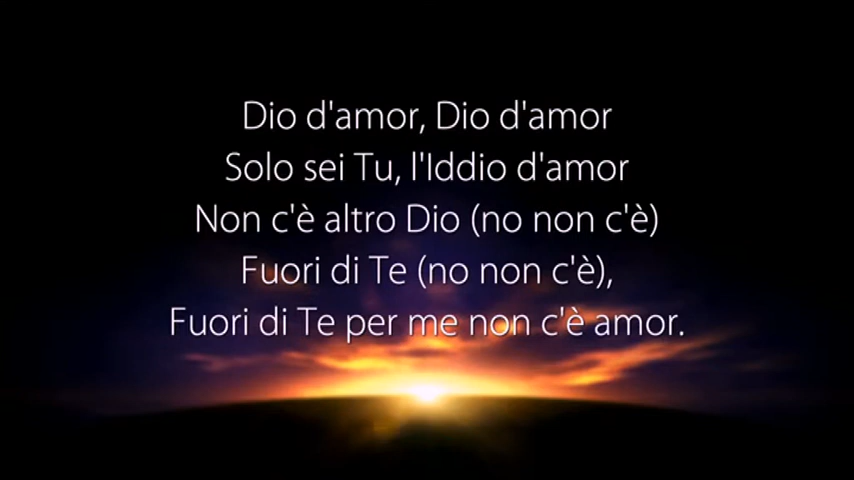 Dio d'amor, Dio d'amor
Solo sei Tu, l'Iddio d'amor
Non c'è altro Dio (no non c'è)
Fuori di Te (no non c'è),
Fuori di Te per me non c'è amor.